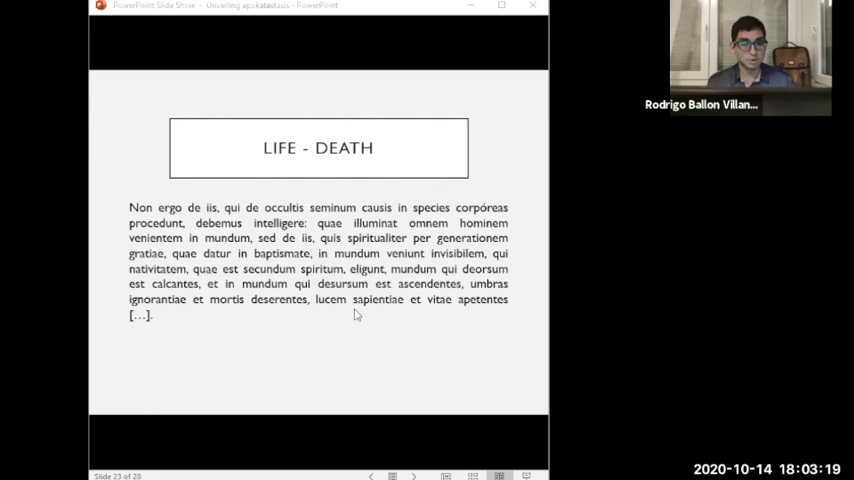 PowerPoint Slide Show - Unveiling apokatastasis - PowerPoint
Rodrigo Ballon Villan...
LIFE - DEATH
Non ergo de iis, qui de occultis seminum causis in species corpóreas
procedunt, debemus intelligere: quae illuminat omnem hominem
venientem in mundum, sed de iis, quis spiritualiter per generationem
gratiae, quae datur in baptismate, in mundum veniunt invisibilem, qui
nativitatem, quae est secundum spiritum, eligunt, mundum qui deorsum
est calcantes, et in mundum qui desursum est ascendentes, umbras
ignorantiae et mortis deserentes, lucem sapientiae et vitae apetentes
[...].
Slide 23 of 28
2020-10-14 18:03:19